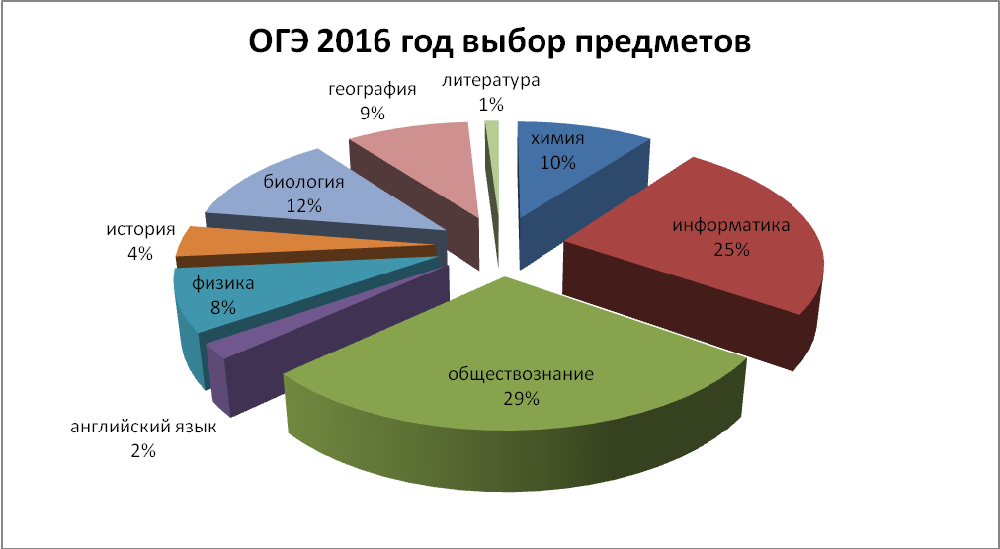 ОГЭ 2016 год выбор предметов
литература
1%
география
9%
химия
10%
биология
12%
информатика
25%
история
4%
физика
8%
обществознание
29%
английский язык
2%